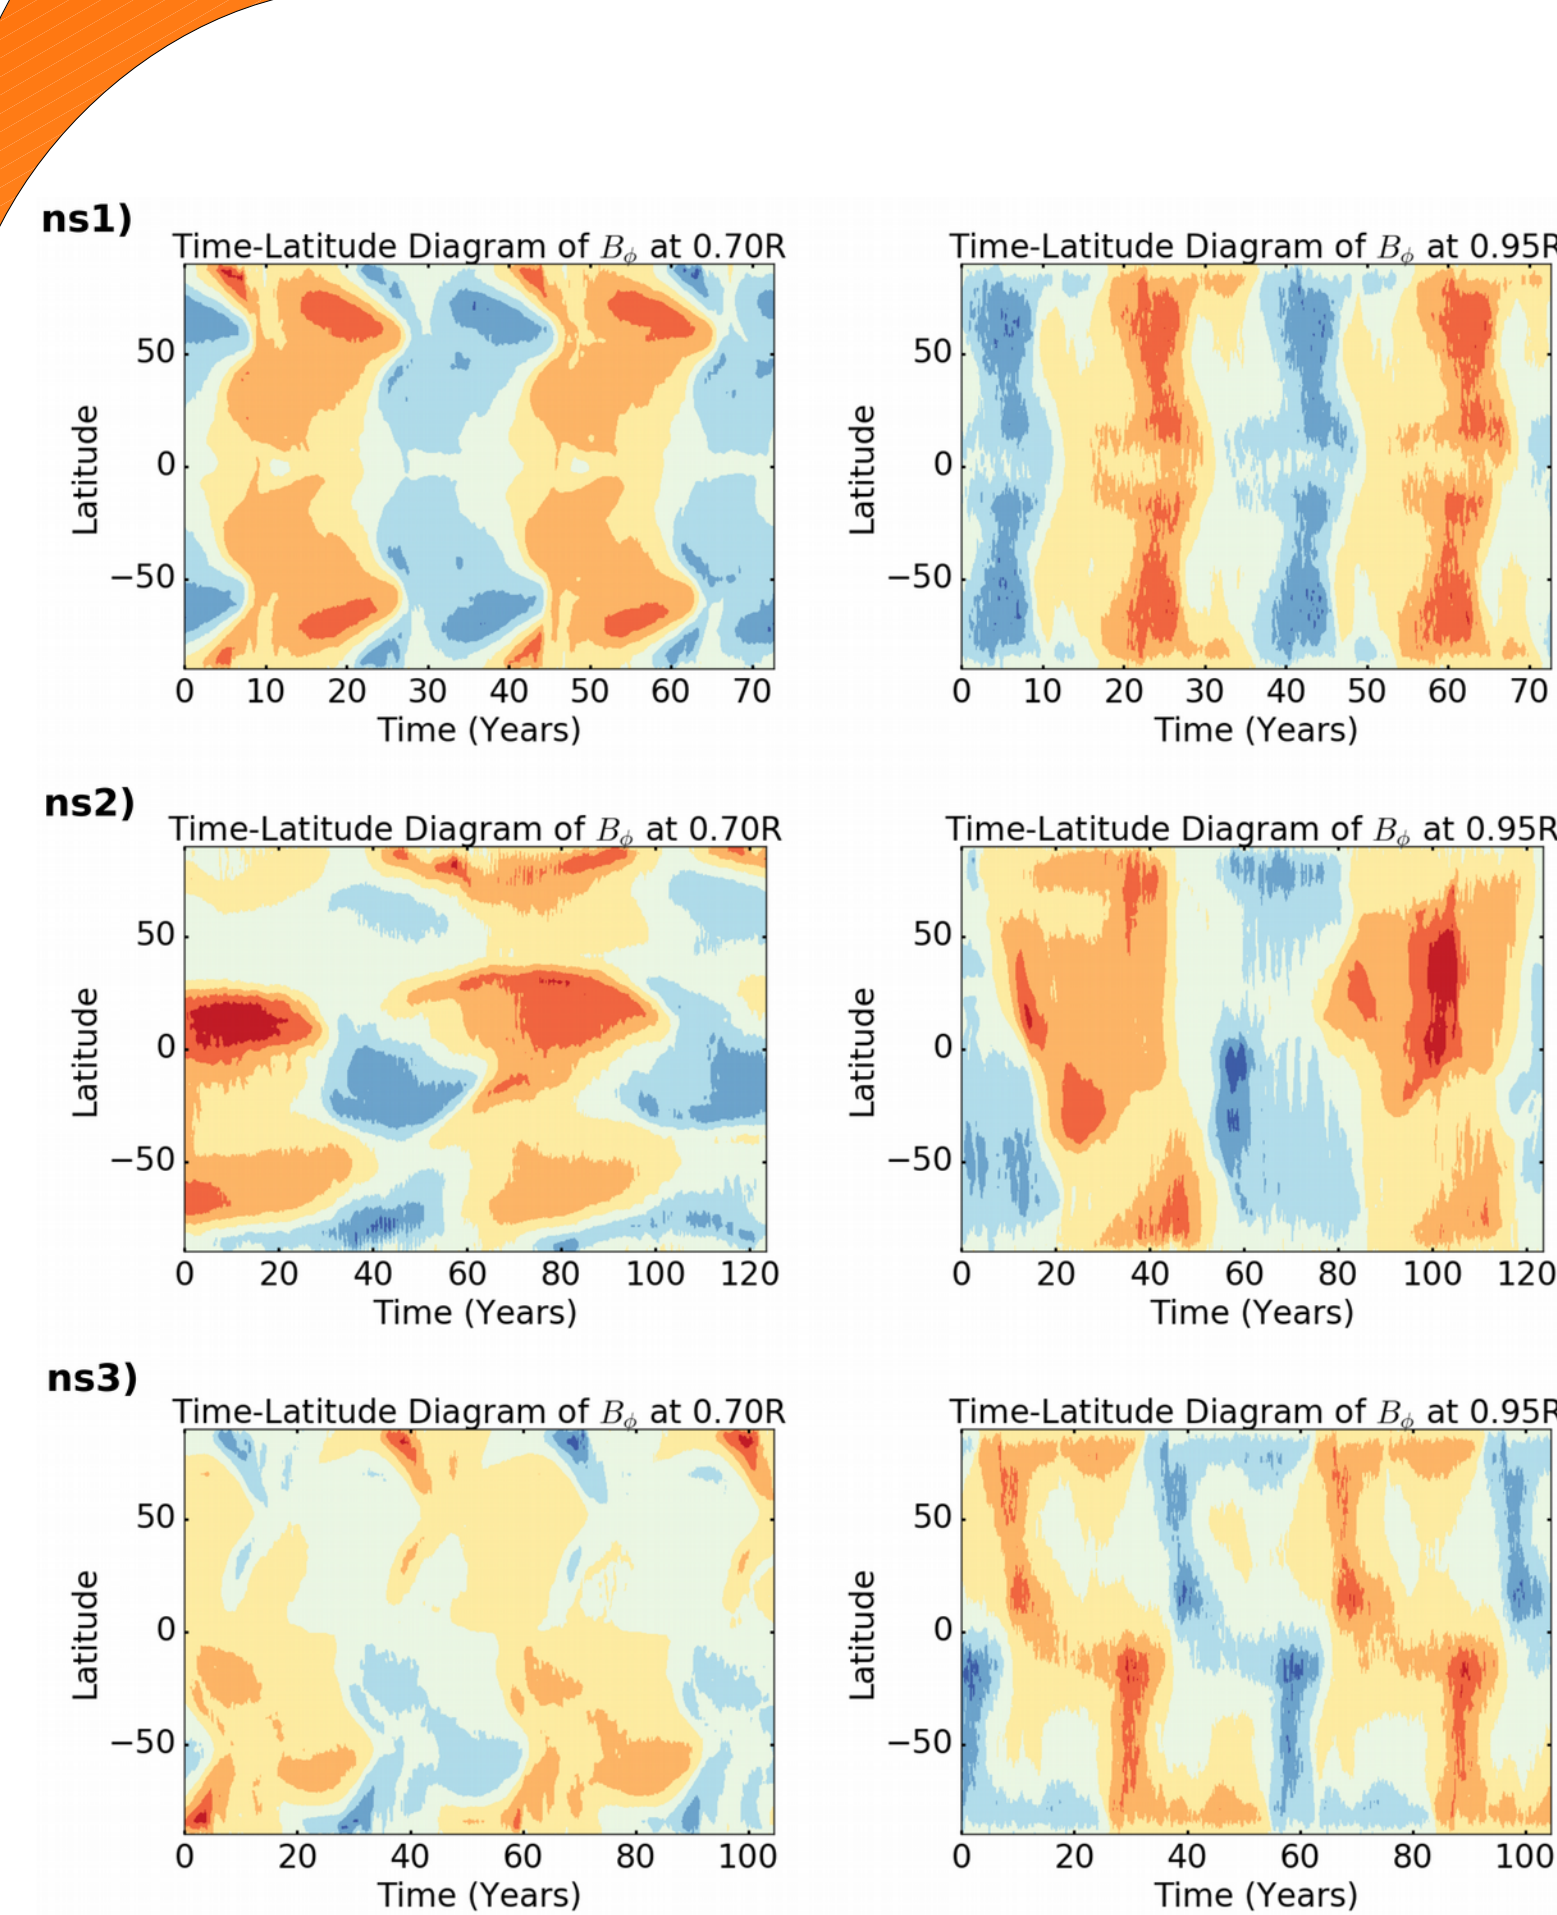 ns1)
Time-Latitude Diagram of B_ϕ at 0.70R
Latitude
50
0
−50
0 10 20 30 40 50 60 70
Time (Years)
Time-Latitude Diagram of B_ϕ at 0.95R
Latitude
50
0
−50
0 10 20 30 40 50 60 70
Time (Years)
ns2)
Time-Latitude Diagram of B_ϕ at 0.70R
Latitude
50
0
−50
0 20 40 60 80 100 120
Time (Years)
Time-Latitude Diagram of B_ϕ at 0.95R
Latitude
50
0
−50
0 20 40 60 80 100 120
Time (Years)
ns3)
Time-Latitude Diagram of B_ϕ at 0.70R
Latitude
50
0
−50
0 20 40 60 80 100
Time (Years)
Time-Latitude Diagram of B_ϕ at 0.95R
Latitude
50
0
−50
0 20 40 60 80 100
Time (Years)